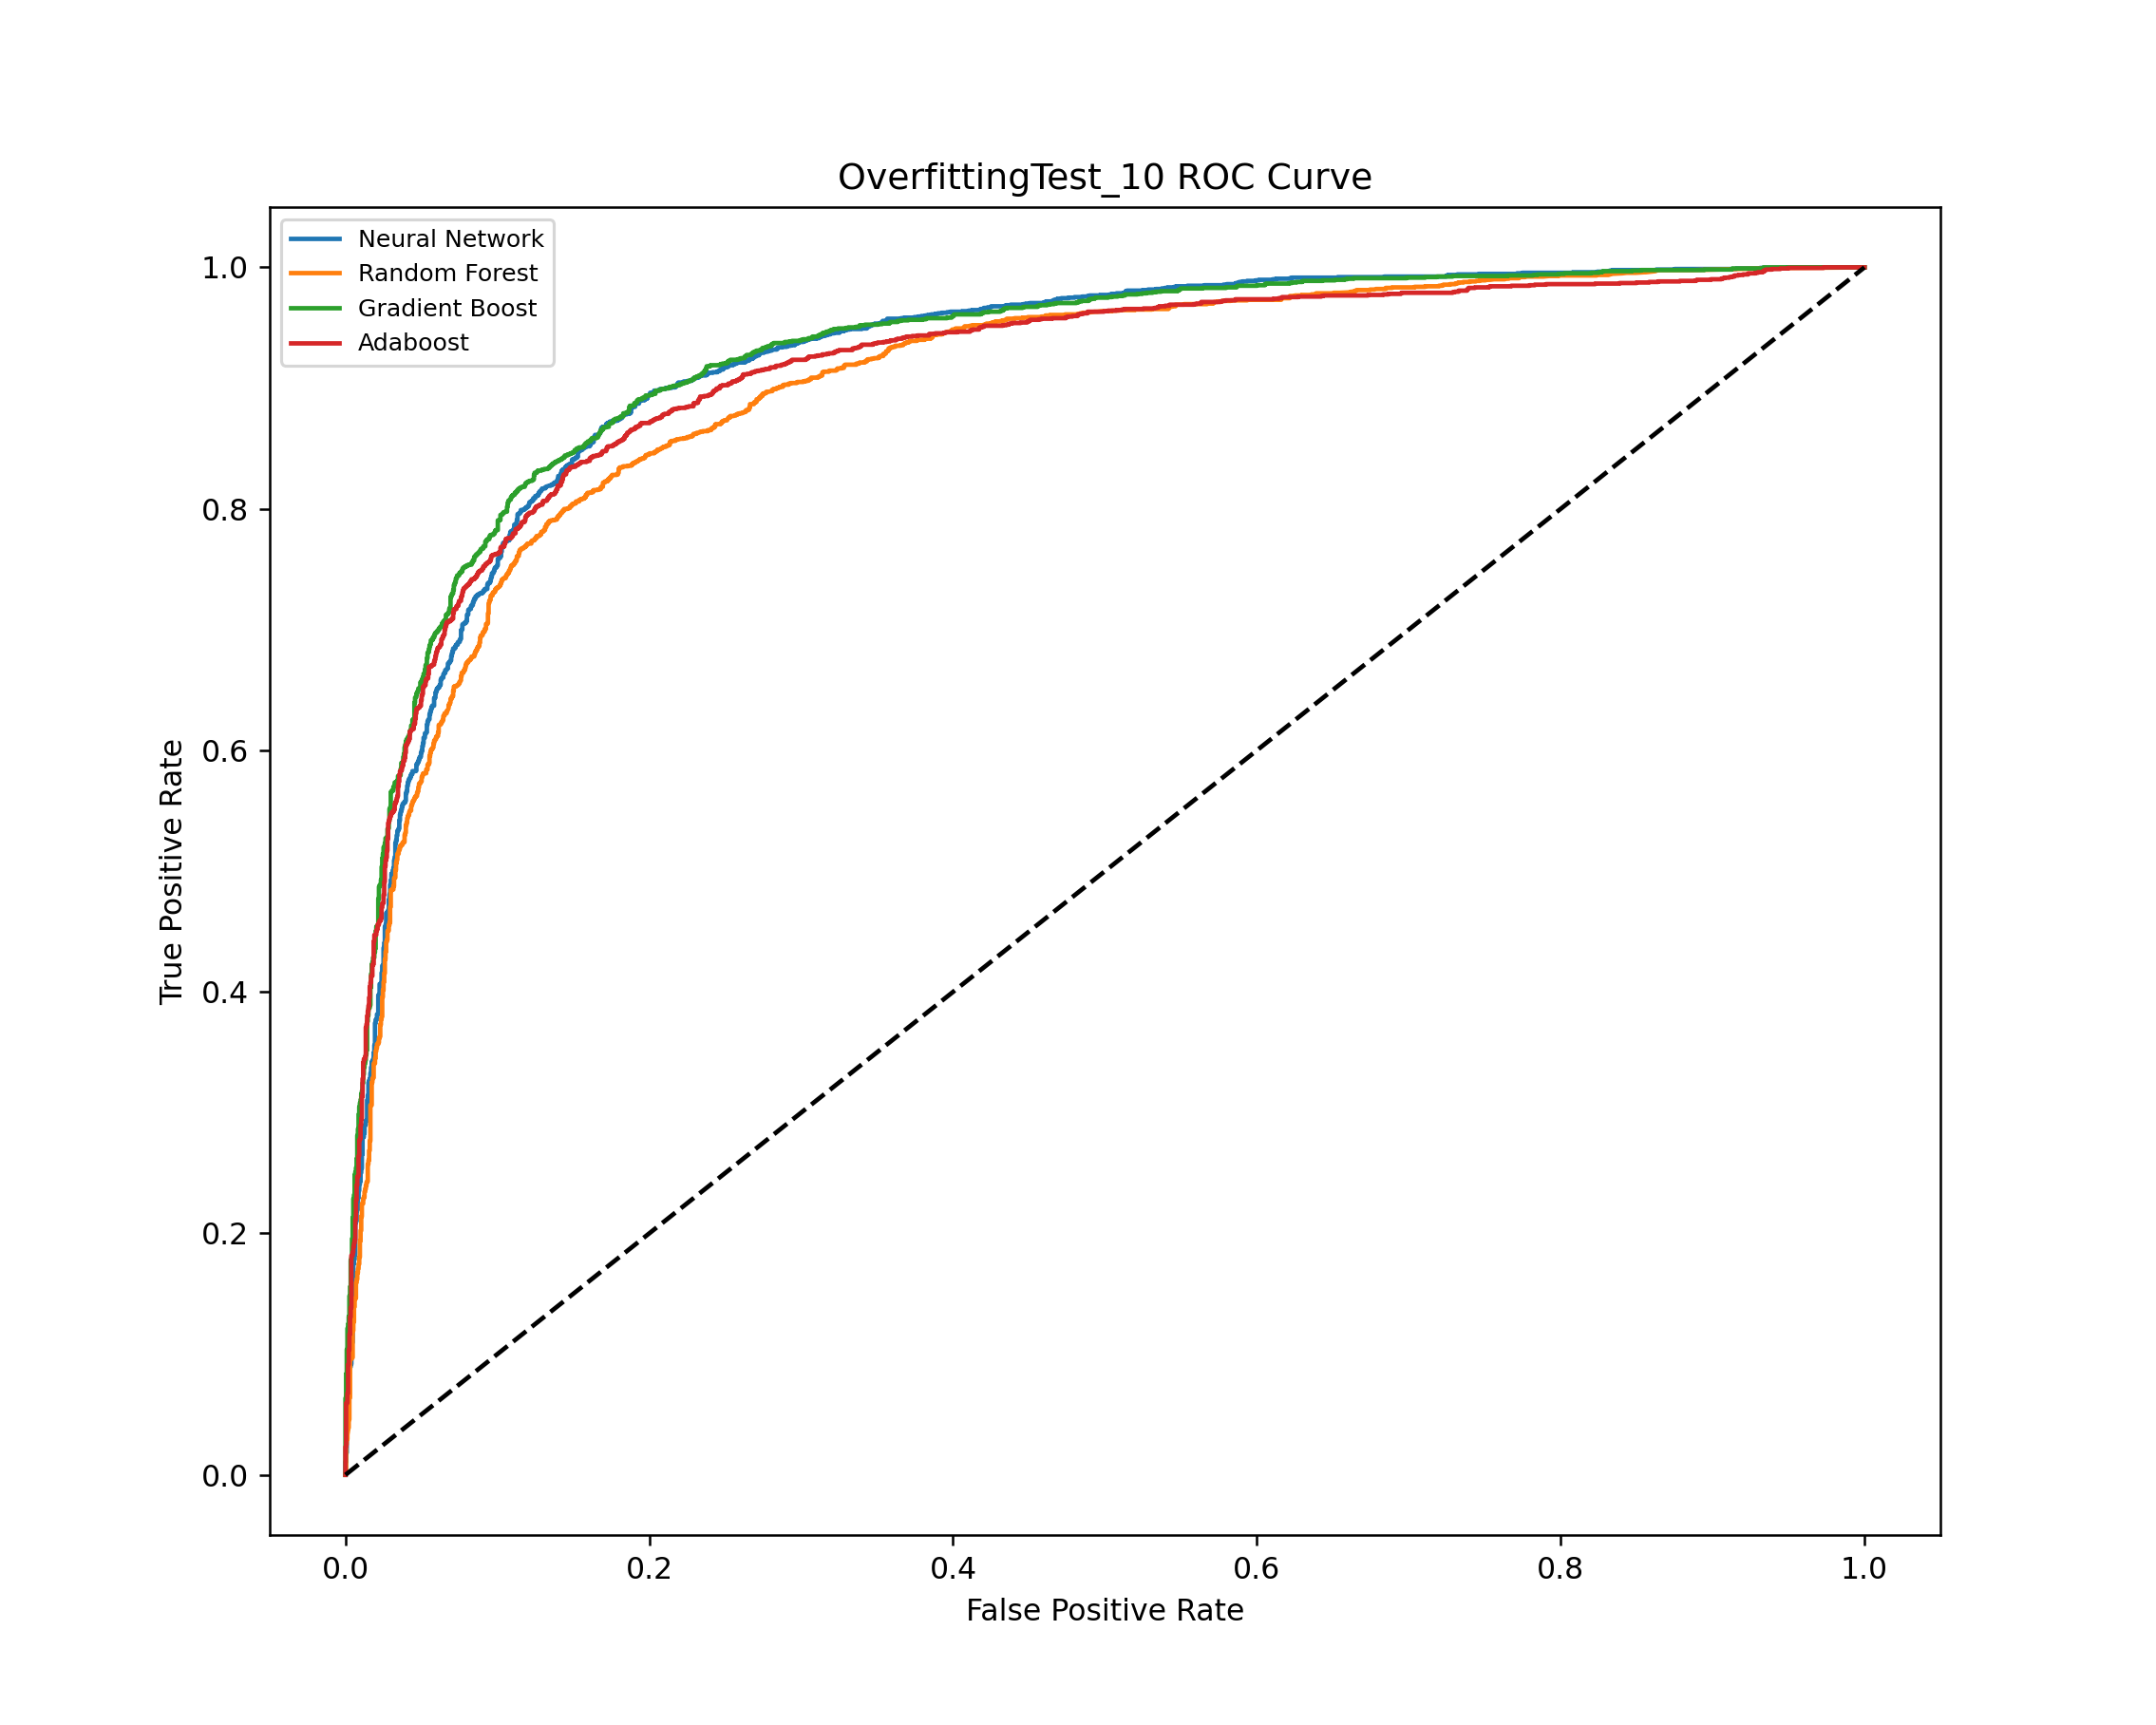 OverfittingTest_10 ROC Curve
Neural Network
Random Forest
Gradient Boost
Adaboost
1.0
0.8
0.6
0.4
0.2
0.0
True Positive Rate
0.0 0.2 0.4 0.6 0.8 1.0
False Positive Rate